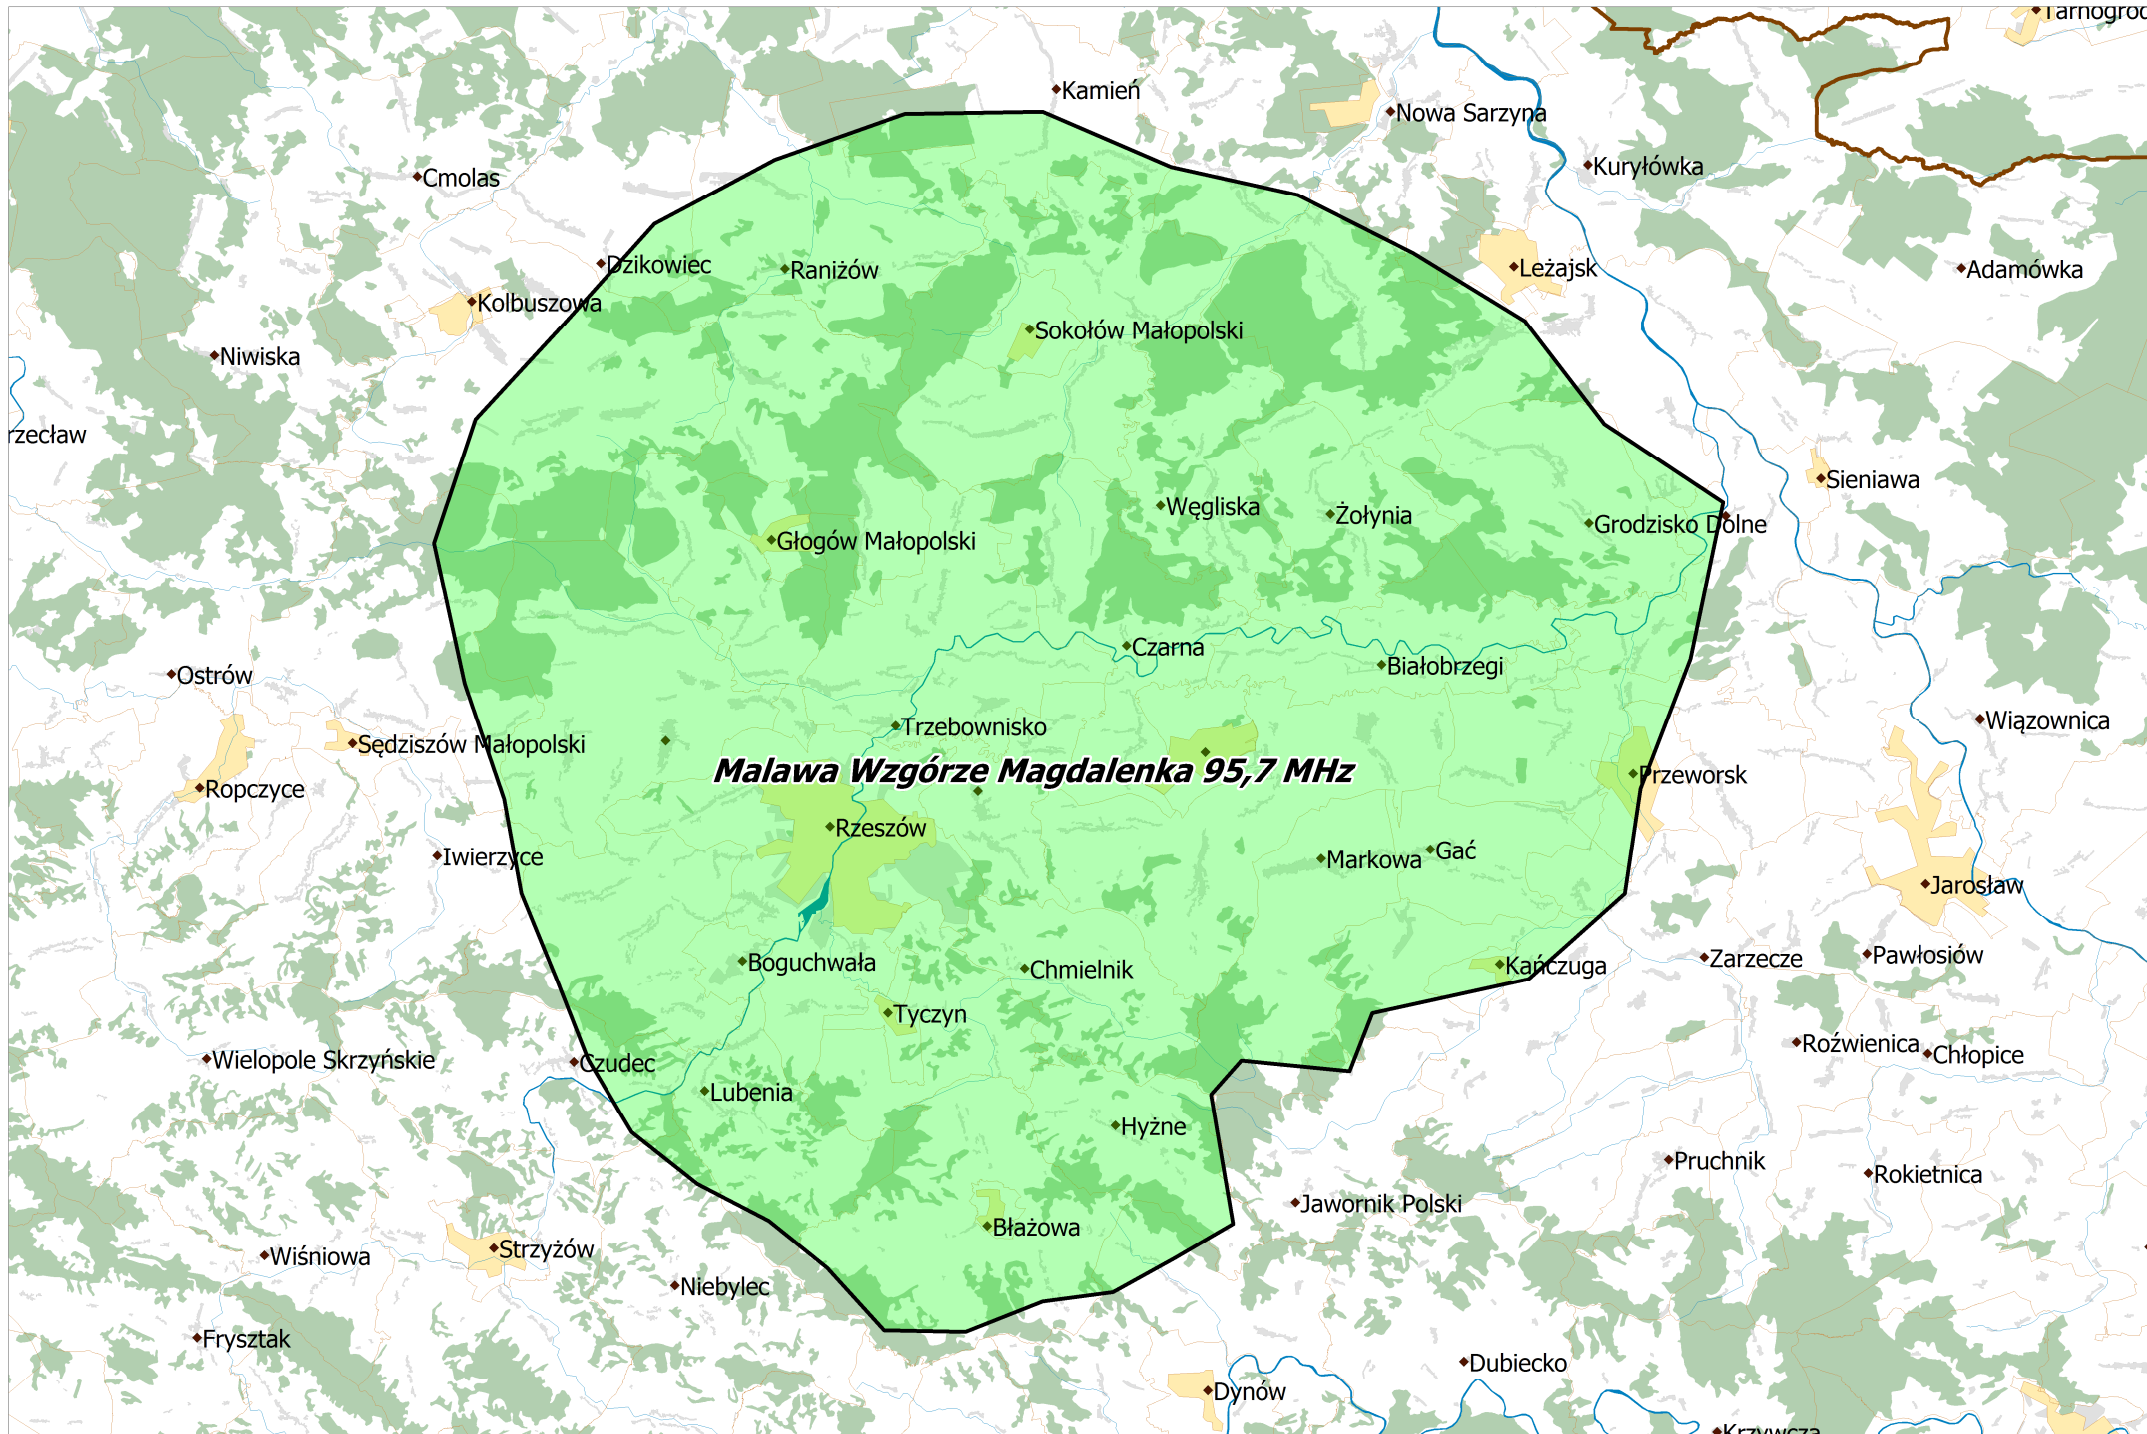 Tarnogród
Kamień
Nowa Sarzyna
Kuryłówka
Cmolas
Dzikowiec
Raniżów
Leżajsk
Adamówka
Kolbuszowa
Sokołów Małopolski
Niwiska
rzecław
Sieniawa
Węgliska
Żołynia
Grodzisko Dolne
Głogów Małopolski
Czarna
Białobrzegi
Ostrów
Wiązownica
Trzebownisko
Sędziszów Małopolski
Malawa Wzgórze Magdalenka 95,7 MHz
Przeworsk
Ropczyce
Rzeszów
Iwierzyce
Markowa
Gać
Jarosław
Boguchwała
Chmielnik
Kańczuga
Zarzecze
Pawłosiów
Tyczyn
Roźwienica
Chłopice
Wielopole Skrzyńskie
Czudec
Lubenia
Hyżne
Pruchnik
Rokietnica
Jawornik Polski
Błażowa
Strzyżów
Wiśniowa
Niebylec
Frysztak
Dubiecko
Dynów
Krzywcza